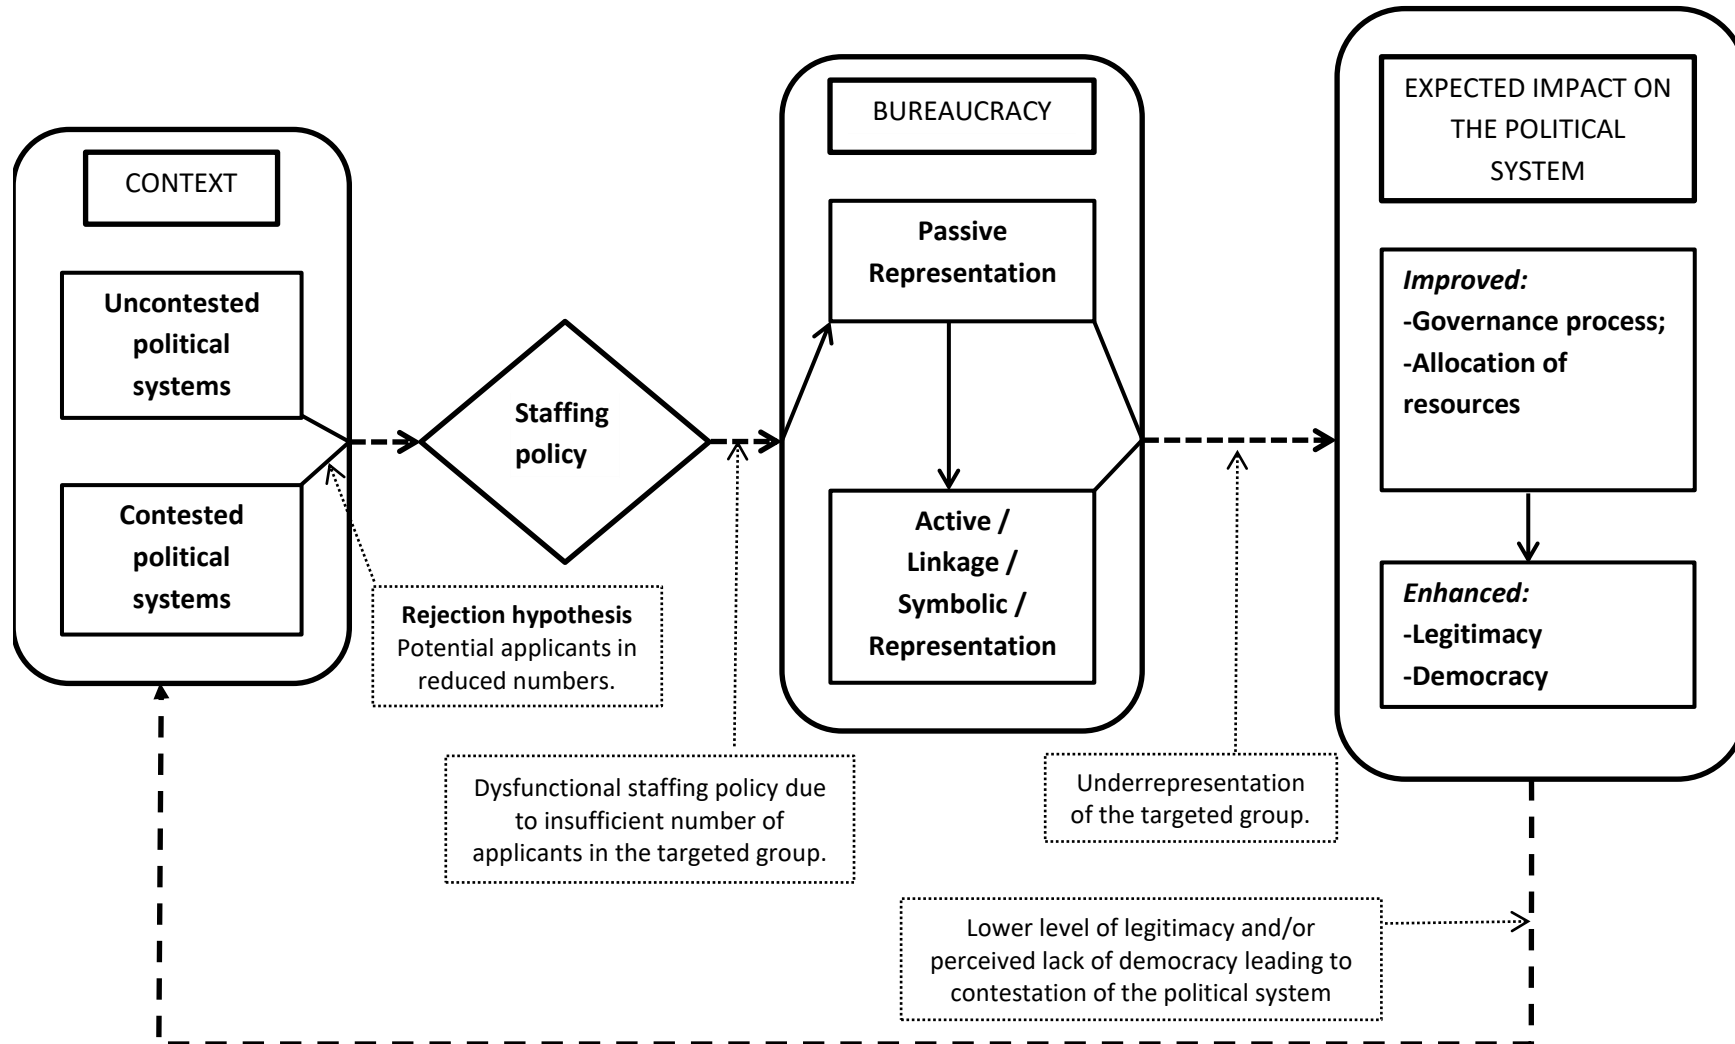 CONTEXT
Uncontested
political
systems
Contested
political
systems
Staffing
policy
Rejection hypothesis
Potential applicants in
reduced numbers.
Dysfunctional staffing policy due
to insufficient number of
applicants in the targeted group.
BUREAUCRACY
Passive
Representation
Active /
Linkage /
Symbolic /
Representation
Underrepresentation
of the targeted group.
EXPECTED IMPACT ON
THE POLITICAL
SYSTEM
Improved:
-Governance process;
-Allocation of
resources
Enhanced:
-Legitimacy
-Democracy
Lower level of legitimacy and/or
perceived lack of democracy leading to
contestation of the political system